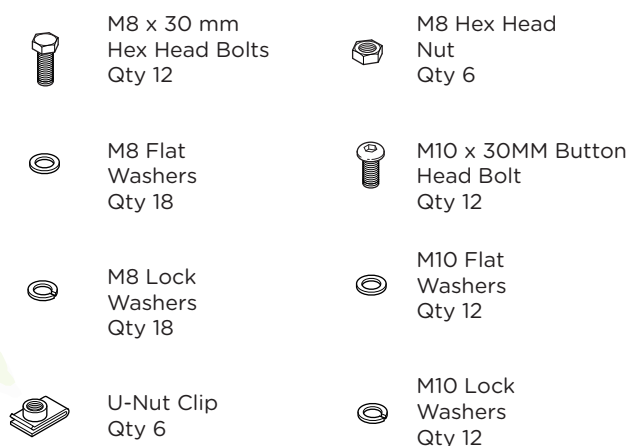 M8 x 30 mm
Hex Head Bolts
Qty 12
M8 Flat
Washers
Qty 18
M8 Lock
Washers
Qty 18
U-Nut Clip
Qty 6
M8 Hex Head
Nut
Qty 6
M10 x 30MM Button
Head Bolt
Qty 12
M10 Flat
Washers
Qty 12
M10 Lock
Washers
Qty 12